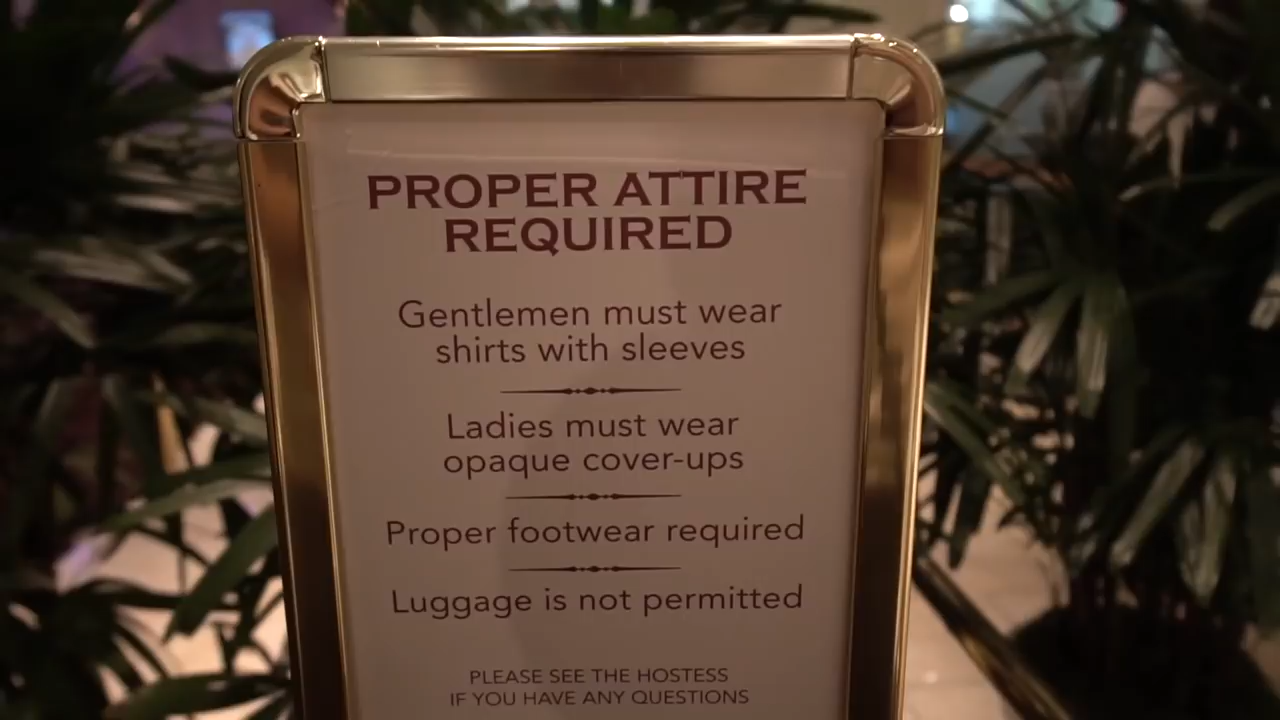 PROPER ATTIRE
REQUIRED
Gentlemen must wear
shirts with sleeves
Ladies must wear
opaque cover-ups
Proper footwear required
Luggage is not permitted
PLEASE SEE THE HOSTESS
IF YOU HAVE ANY QUESTIONS